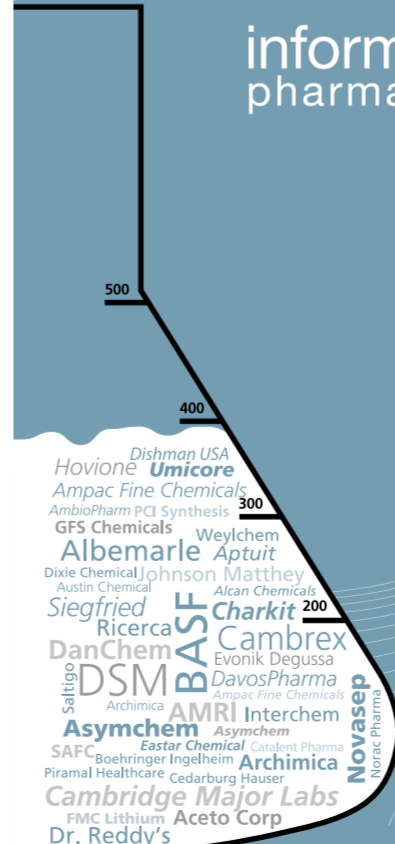 inform
pharma
500
400
Dishman USA
Hovione Umicore
Ampac Fine Chemicals
300
AmbioPharm PCI Synthesis
GFS Chemicals
Weylchem
Albemarle Aptuit
Dixie Chemical Johnson Matthey
Austin Chemical
Alcan Chemicals
Siegfried
BASF
Charkit
200
Ricerca
Cambrex
DanChem
Evonik Degussa
Saltigo
DSM
DavosPharma
Ampac Fine Chemicals
Archimica
AMRI Interchem
Novasep
Norac Pharma
Asymchem
Asymchem
SAFC
Eastar Chemical Catalent Pharma
Boehringer Ingelheim
Archimica
Piramal Healthcare Cedarburg Hauser
Cambridge Major Labs
FMC Lithium Aceto Corp
Dr. Reddy's